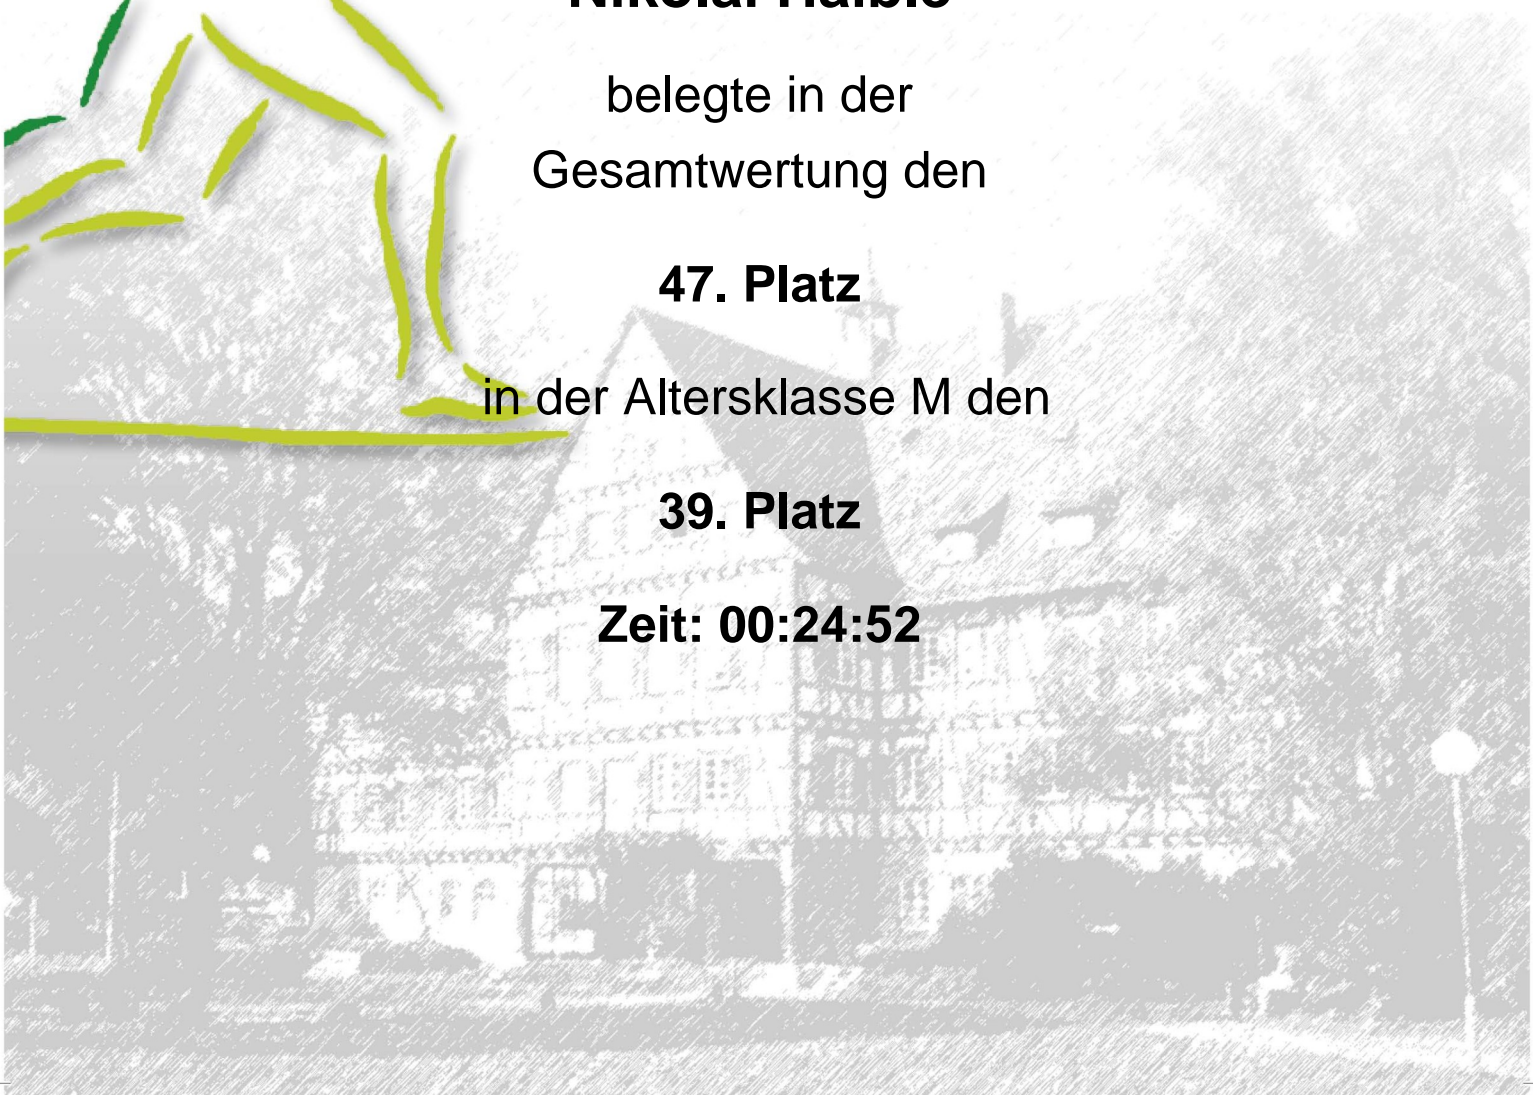 belegte in der
Gesamtwertung den
47. Platz
in der Altersklasse M den
39. Platz
Zeit: 00:24:52